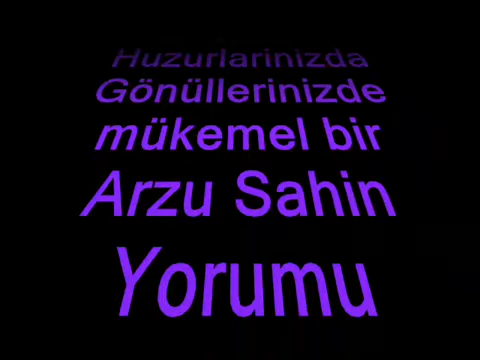 Huzurlarinizda
Gönüllerinizde
mükemel bir
Arzu Sahin
Yorumu